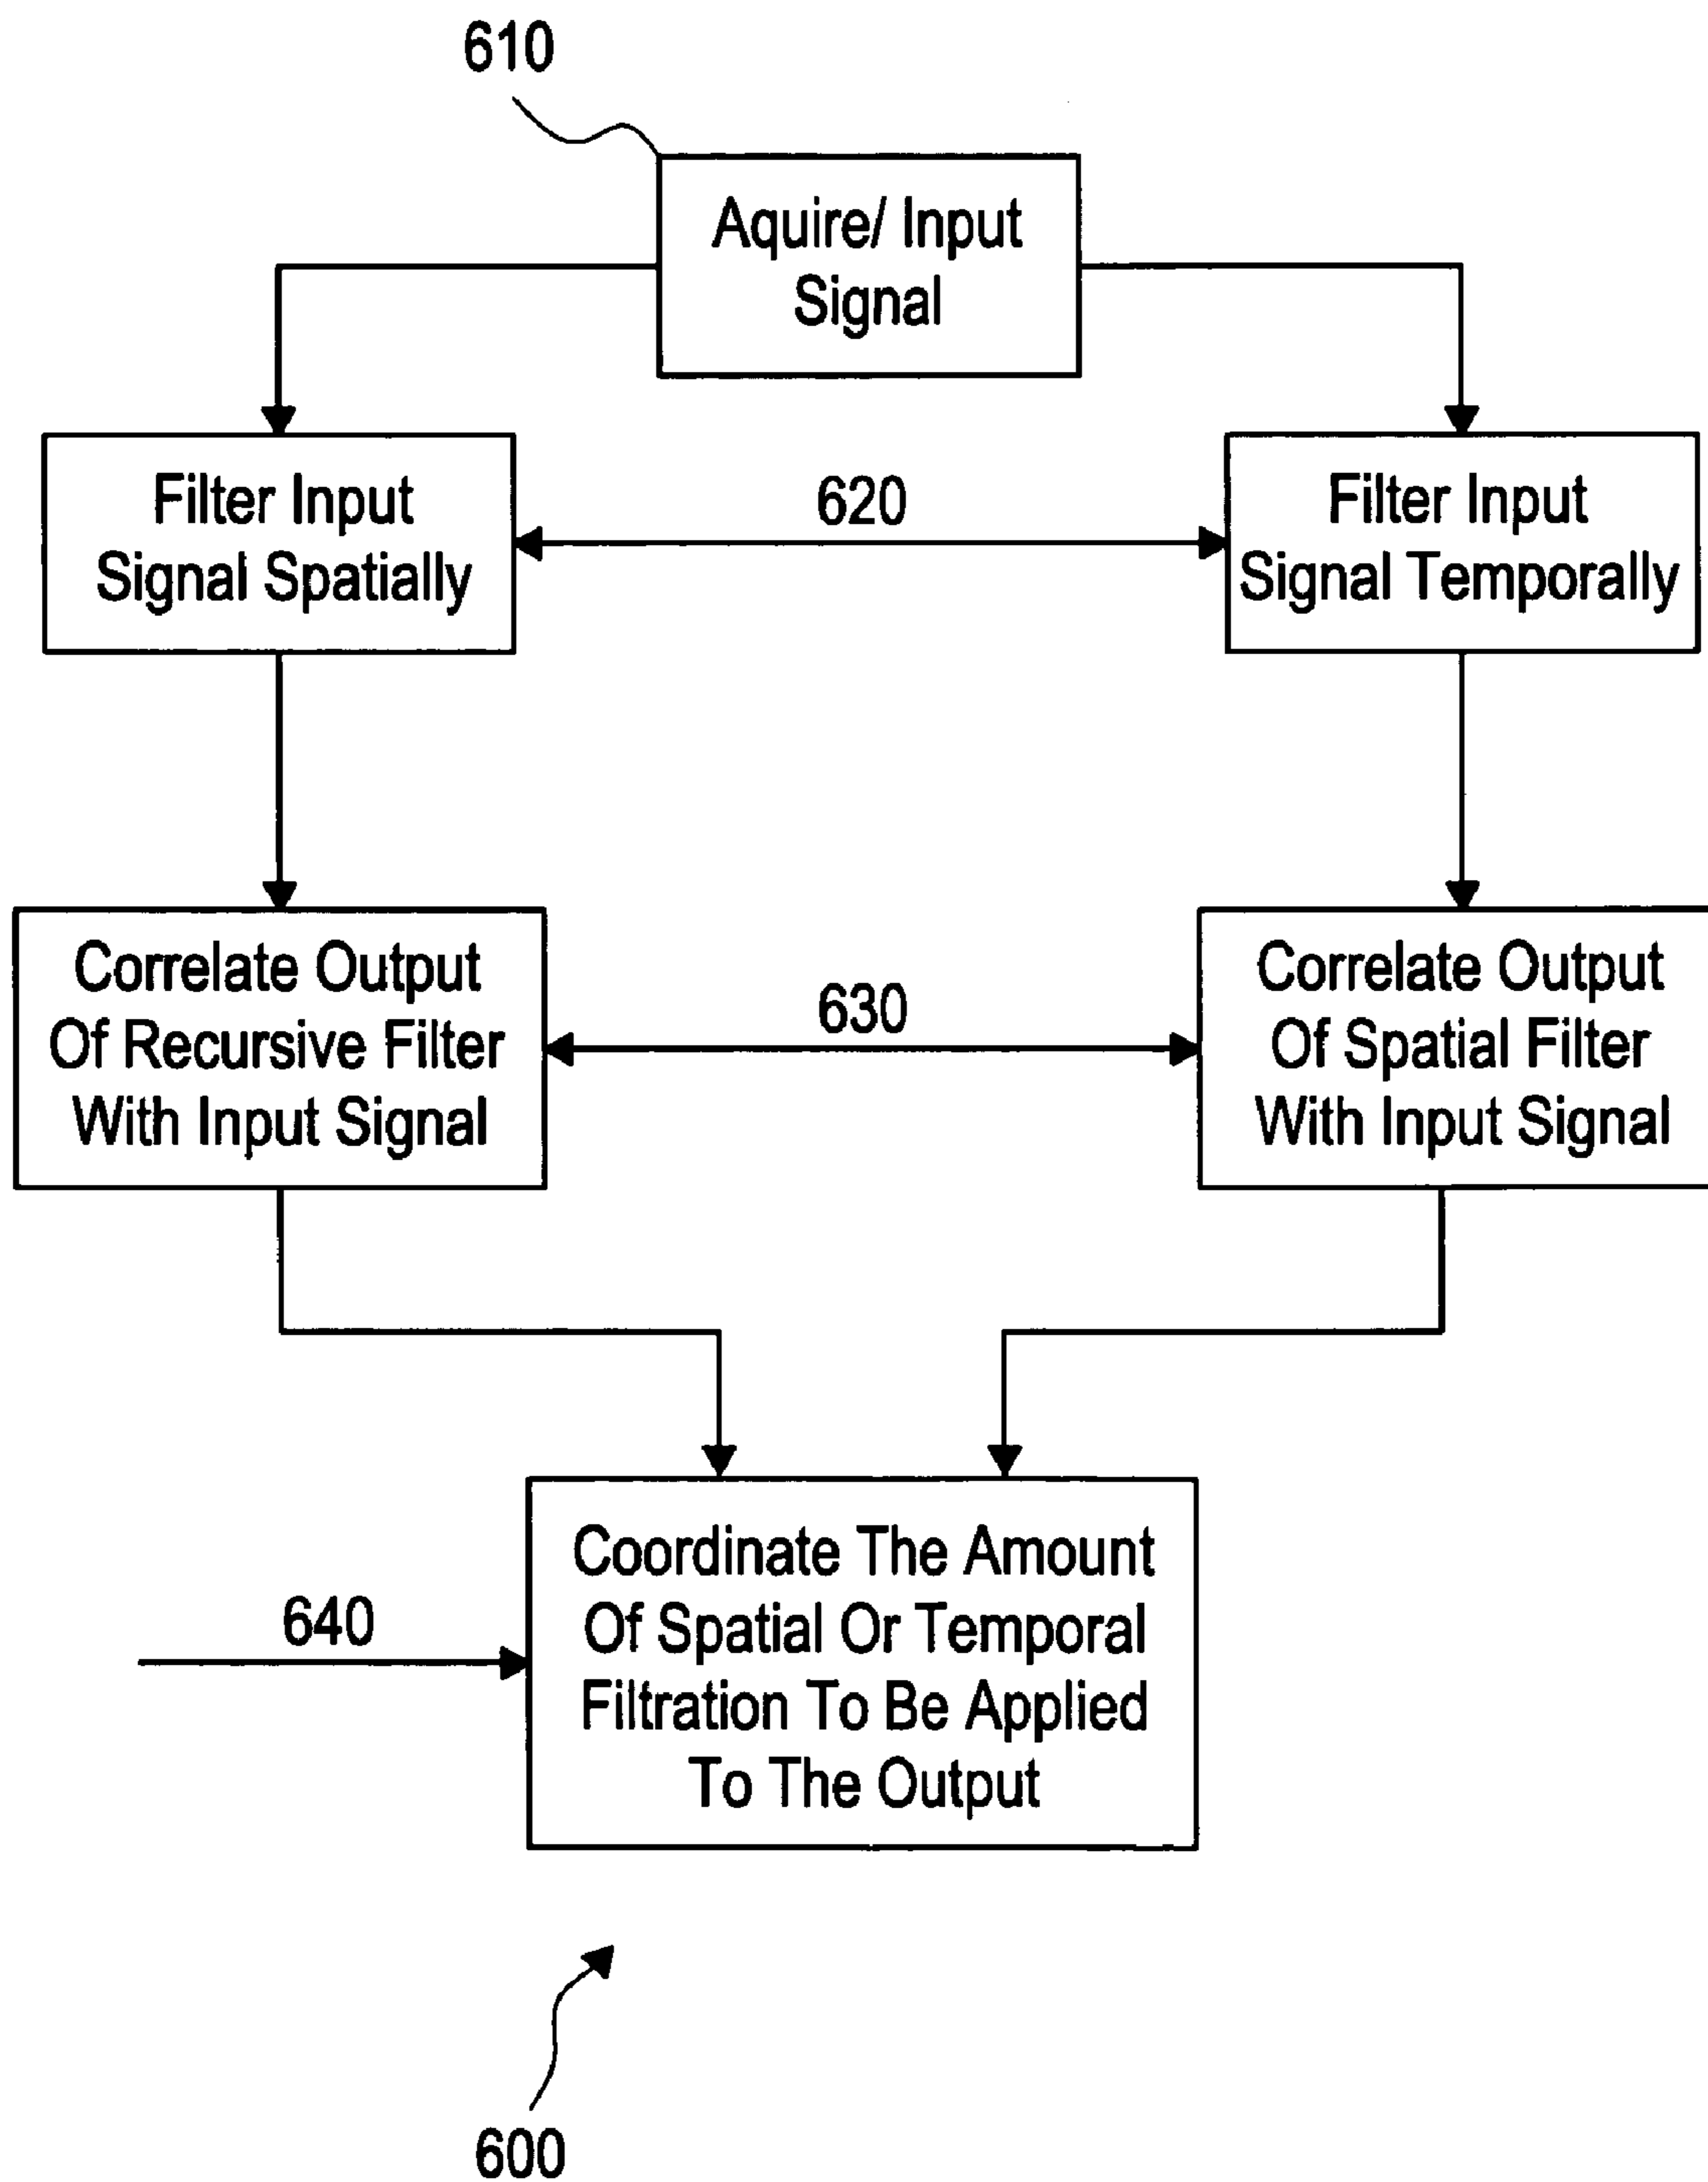 610
Aquire/ Input
Signal
Filter Input
Signal Spatially
620
Filter Input
Signal Temporally
Correlate Output
Of Recursive Filter
With Input Signal
630
Correlate Output
Of Spatial Filter
With Input Signal
640
Coordinate The Amount
Of Spatial Or Temporal
Filtration To Be Applied
To The Output
600